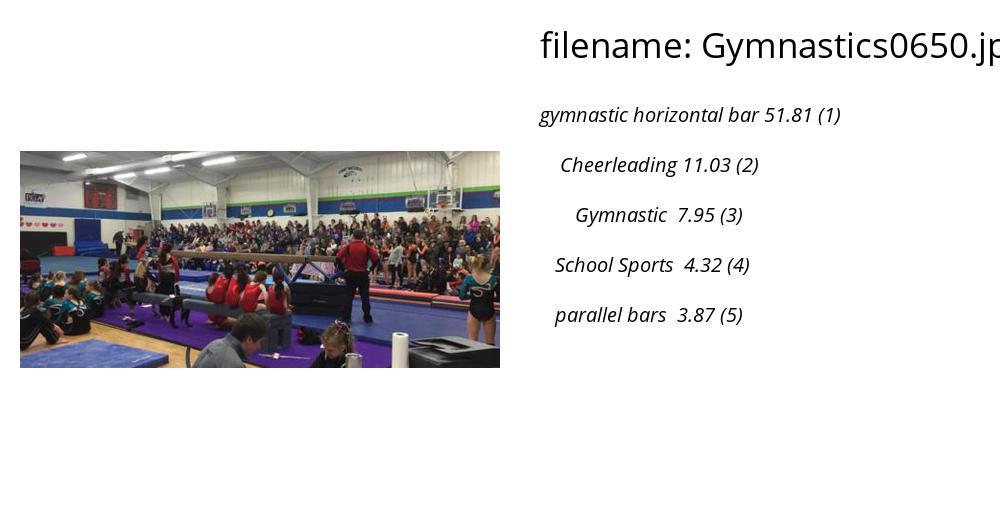 filename: Gymnastics0650.jp
gymnastic horizontal bar 51.81 (1)
Cheerleading 11.03 (2)
Gymnastic 7.95 (3)
School Sports 4.32 (4)
parallel bars 3.87 (5)